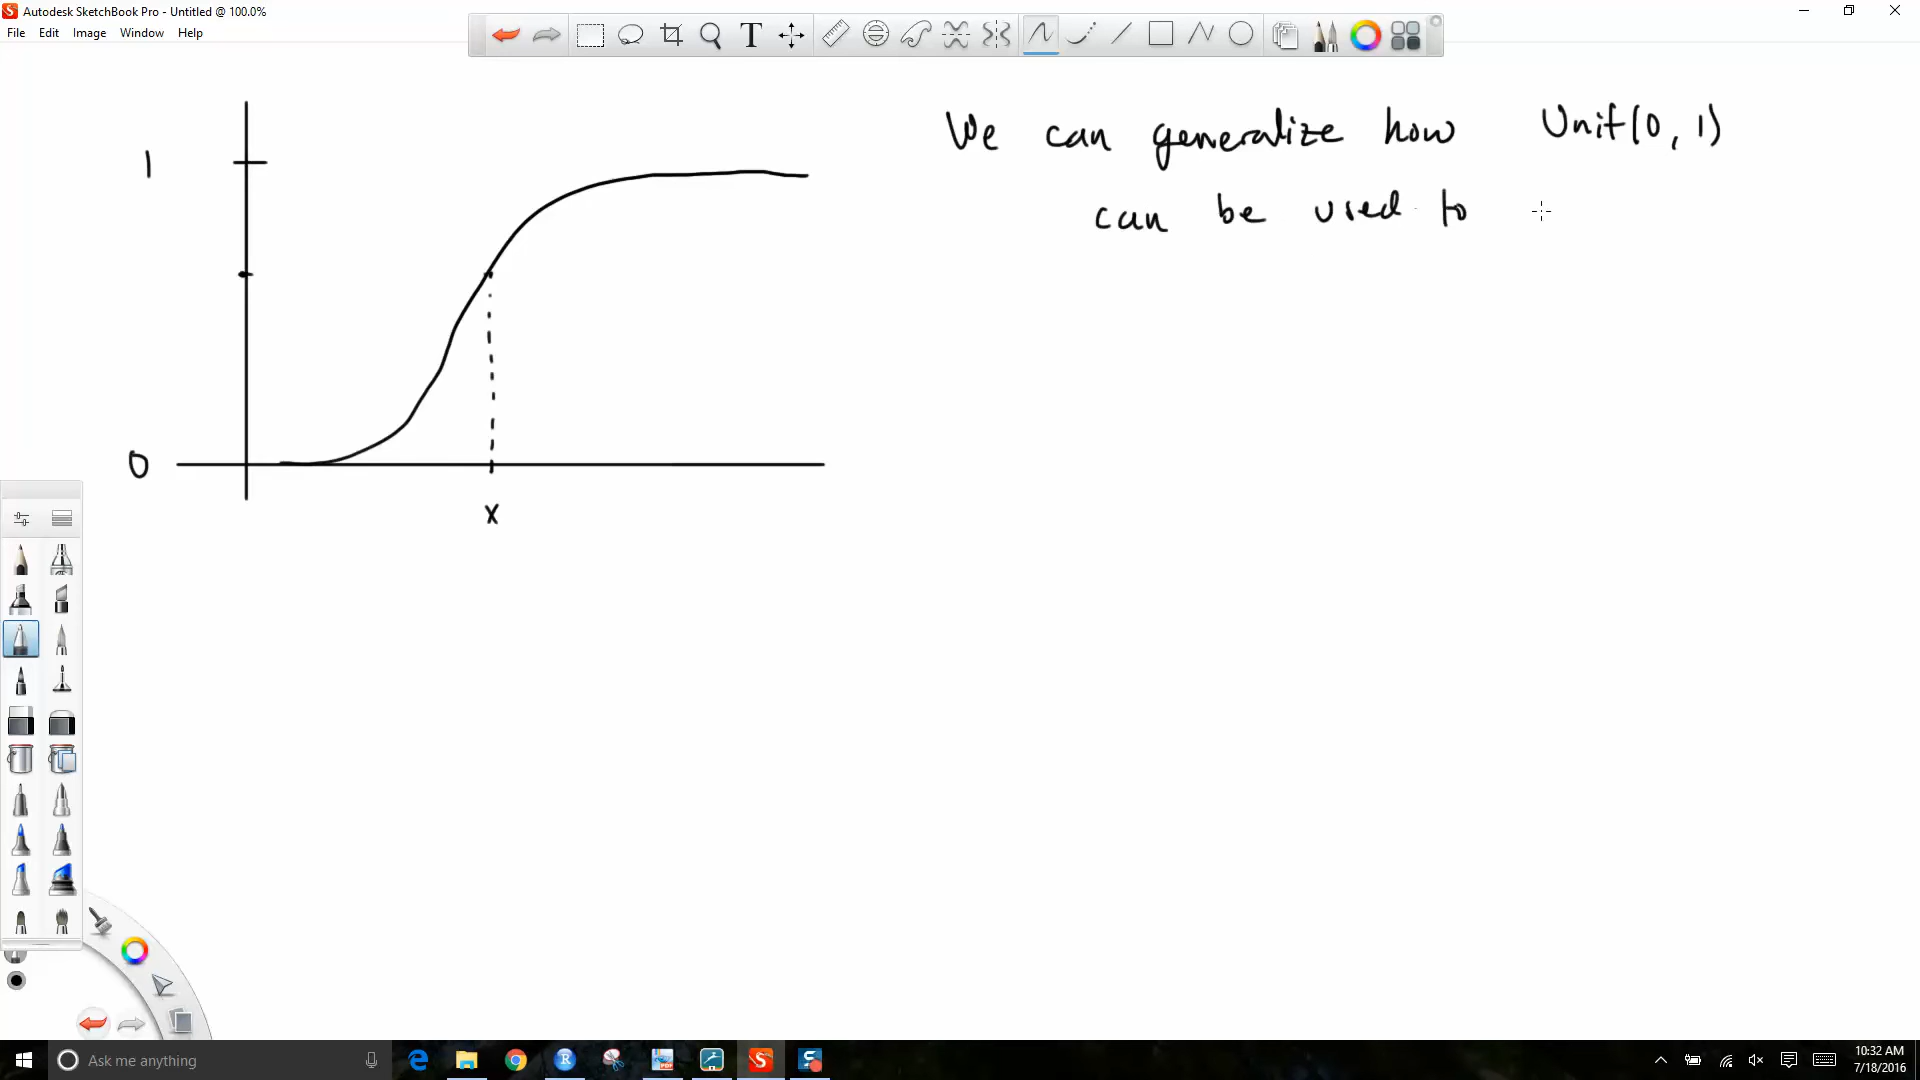 Autodesk SketchBook Pro - Untitled @ 100.0%
File Edit Image Window Help
We can generalize how Unif(0, 1)
can be used to
1
0
x
Ask me anything
10:32 AM
7/18/2016